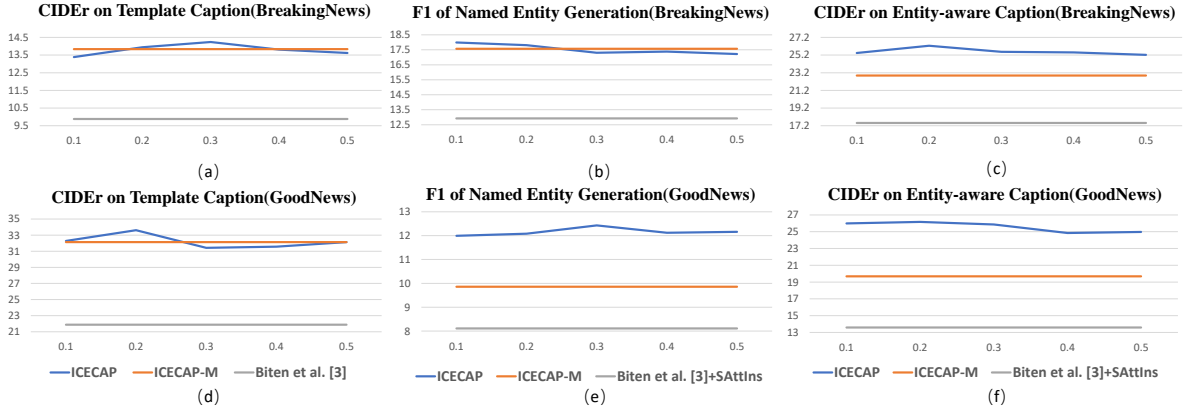 CIDEr on Template Caption(BreakingNews)
14.5
13.5
12.5
11.5
10.5
9.5
0.1 0.2 0.3 0.4 0.5
(a)
F1 of Named Entity Generation(BreakingNews)
18.5
17.5
16.5
15.5
14.5
13.5
12.5
0.1 0.2 0.3 0.4 0.5
(b)
CIDEr on Entity-aware Caption(BreakingNews)
27.2
25.2
23.2
21.2
19.2
17.2
0.1 0.2 0.3 0.4 0.5
(c)
CIDEr on Template Caption(GoodNews)
35
33
31
29
27
25
23
21
0.1 0.2 0.3 0.4 0.5
ICECAP ICECAP-M Biten et al. [3]
(d)
F1 of Named Entity Generation(GoodNews)
13
12
11
10
9
8
0.1 0.2 0.3 0.4 0.5
ICECAP ICECAP-M Biten et al. [3]+SAttIns
(e)
CIDEr on Entity-aware Caption(GoodNews)
27
25
23
21
19
17
15
13
0.1 0.2 0.3 0.4 0.5
ICECAP ICECAP-M Biten et al. [3]+SAttIns
(f)